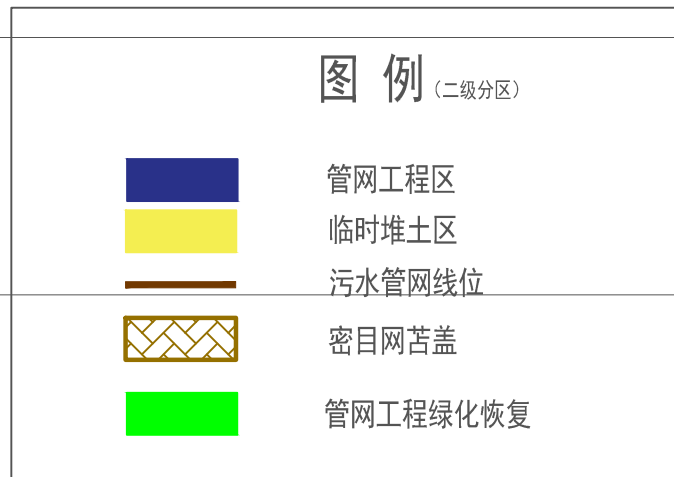 图 例（二级分区）
管网工程区
临时堆土区
污水管网线位
密目网苫盖
管网工程绿化恢复